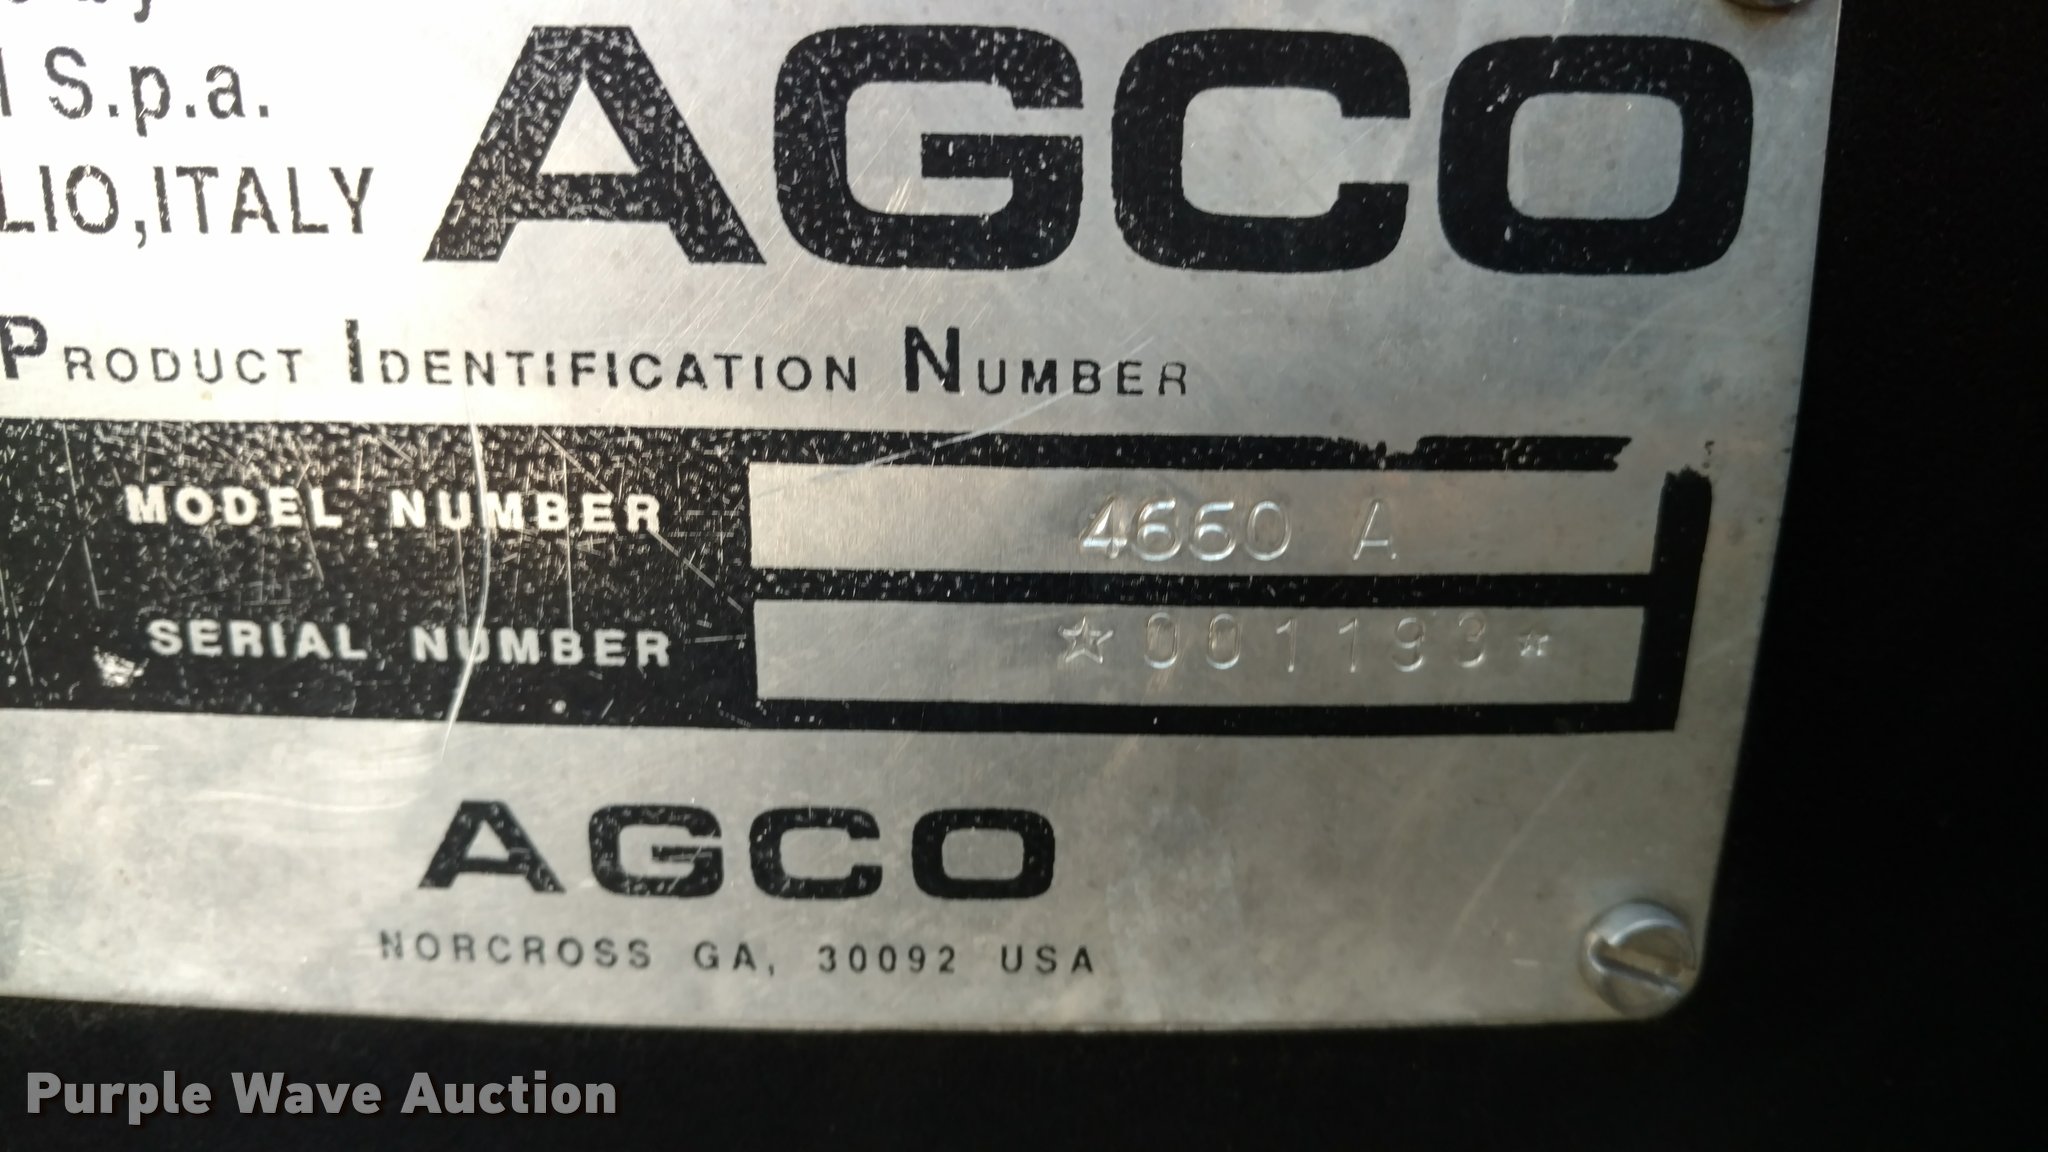 S.p.a.
LIO,ITALY
AGCO
PRODUCT IDENTIFICATION NUMBER
MODEL NUMBER 4660 A
SERIAL NUMBER ☆001193☆
AGCO
NORCROSS GA, 30092 USA
Purple Wave Auction